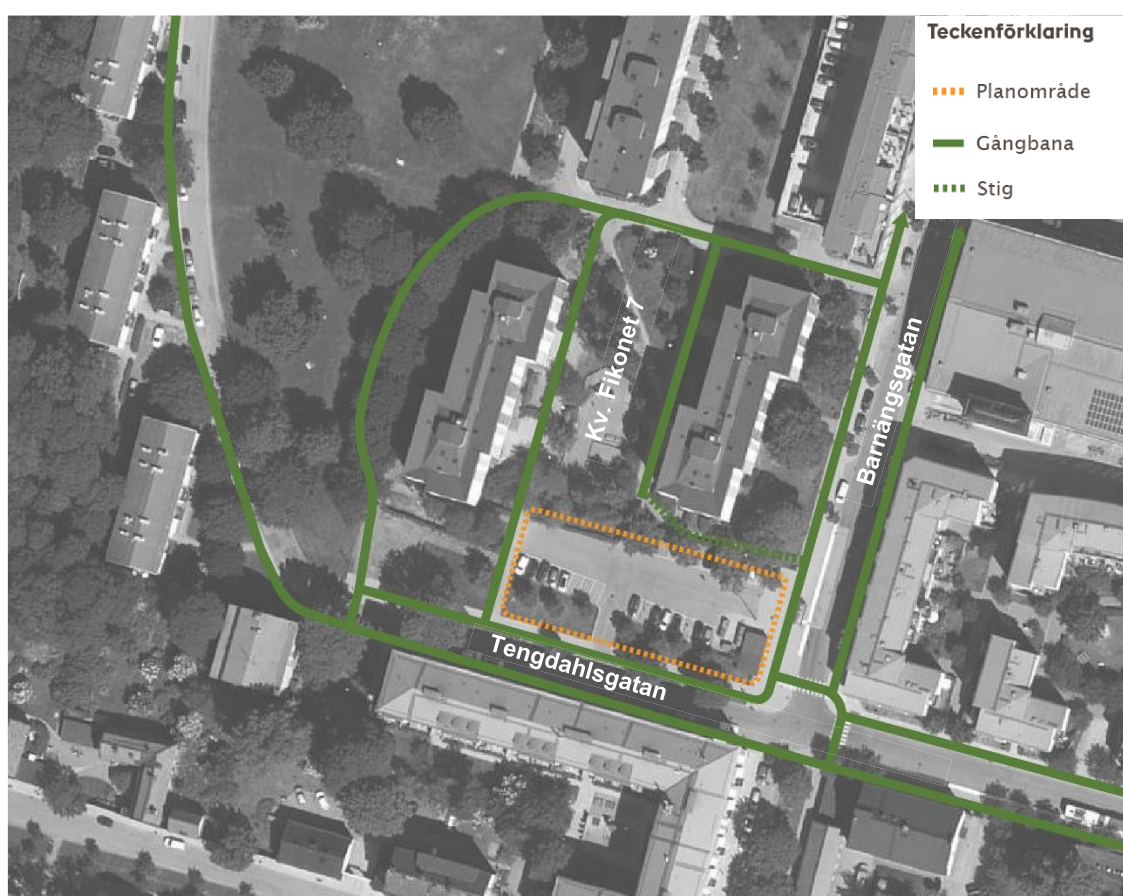 Teckenförklaring
Planområde
Gångbana
Stig
Kv. Fikonet 7
Barnängsgatan
Tengdahlsgatan